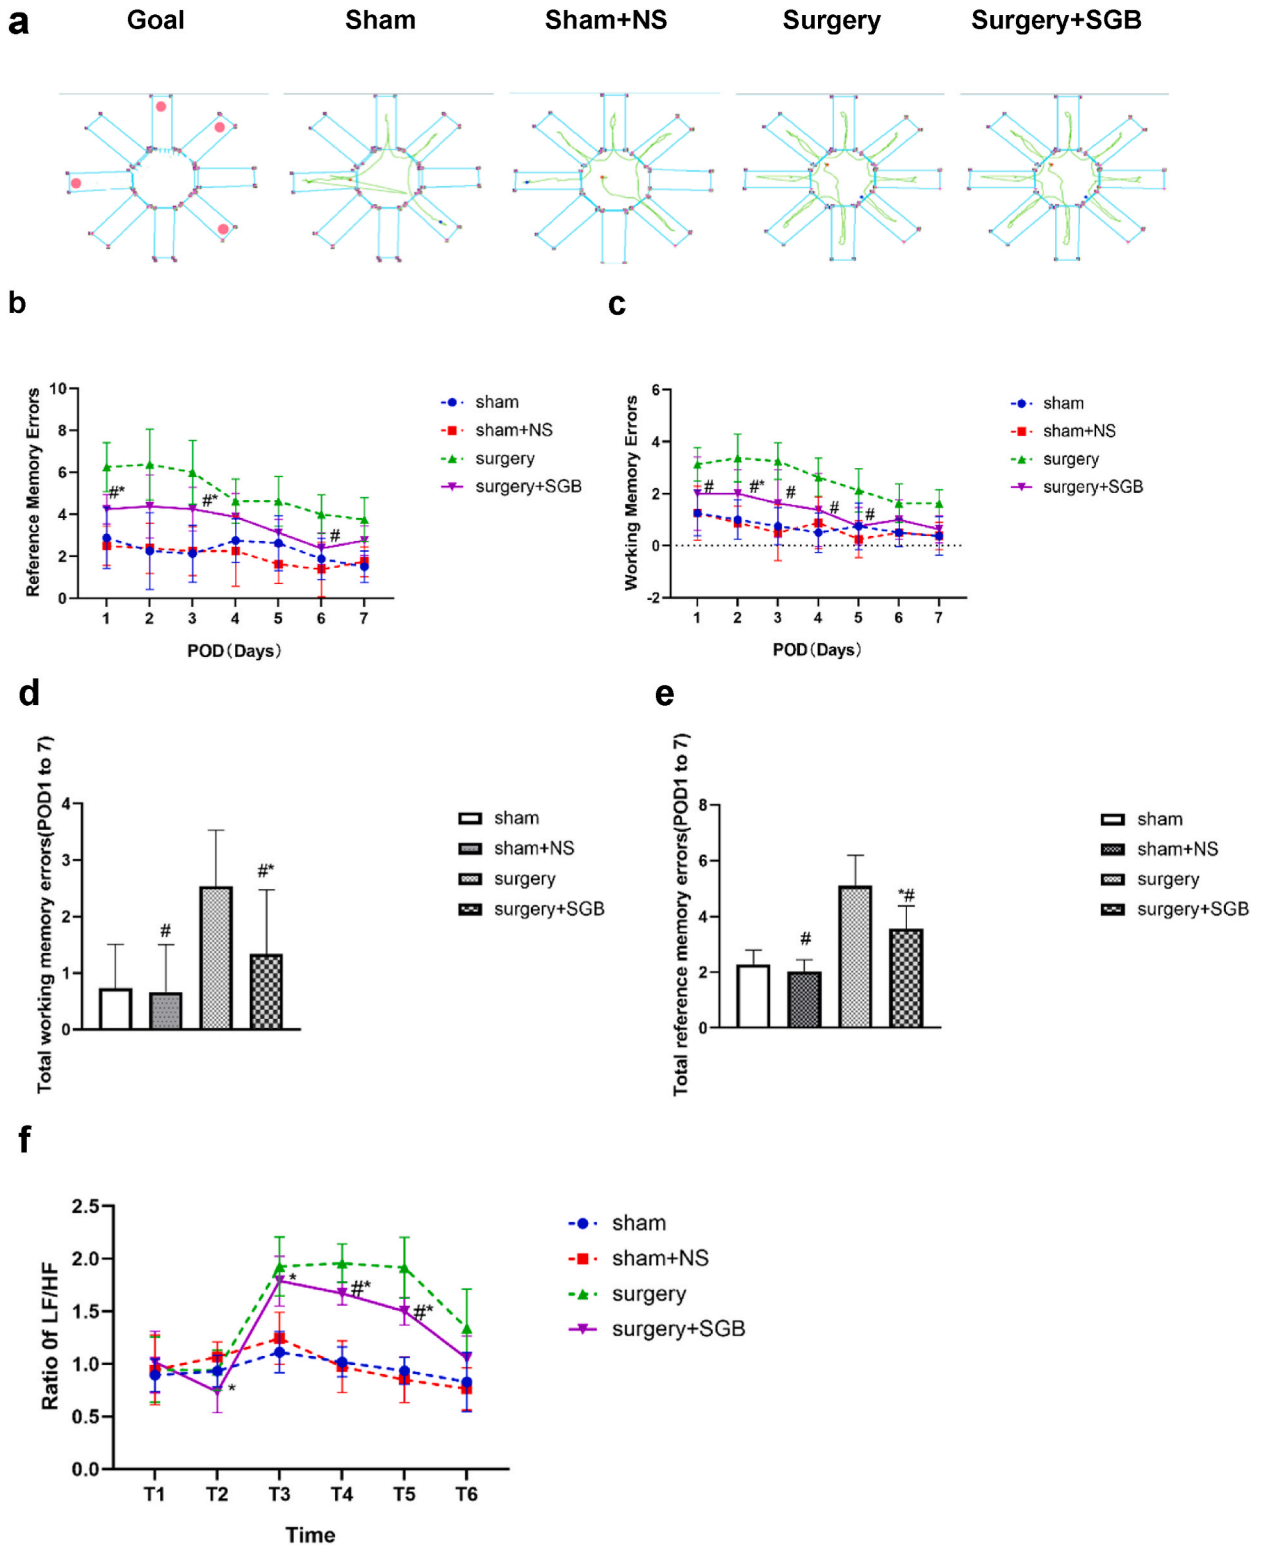 a
Goal
Sham
Sham+NS
Surgery
Surgery+SGB
b
Reference Memory Errors
10
8
6
4
2
0
#*
#*
#
1 2 3 4 5 6 7
POD(Days)
sham
sham+NS
surgery
surgery+SGB
c
Working Memory Errors
6
4
2
0
-2
#
#*
#
#
#
1 2 3 4 5 6 7
POD(Days)
sham
sham+NS
surgery
surgery+SGB
d
Total working memory errors(POD1 to 7)
4
3
2
1
0
#
#*
sham
sham+NS
surgery
surgery+SGB
e
Total reference memory errors(POD1 to 7)
8
6
4
2
0
#
*#
sham
sham+NS
surgery
surgery+SGB
f
Ratio 0f LF/HF
2.5
2.0
1.5
1.0
0.5
0.0
*
*
#*
#*
T1 T2 T3 T4 T5 T6
Time
sham
sham+NS
surgery
surgery+SGB